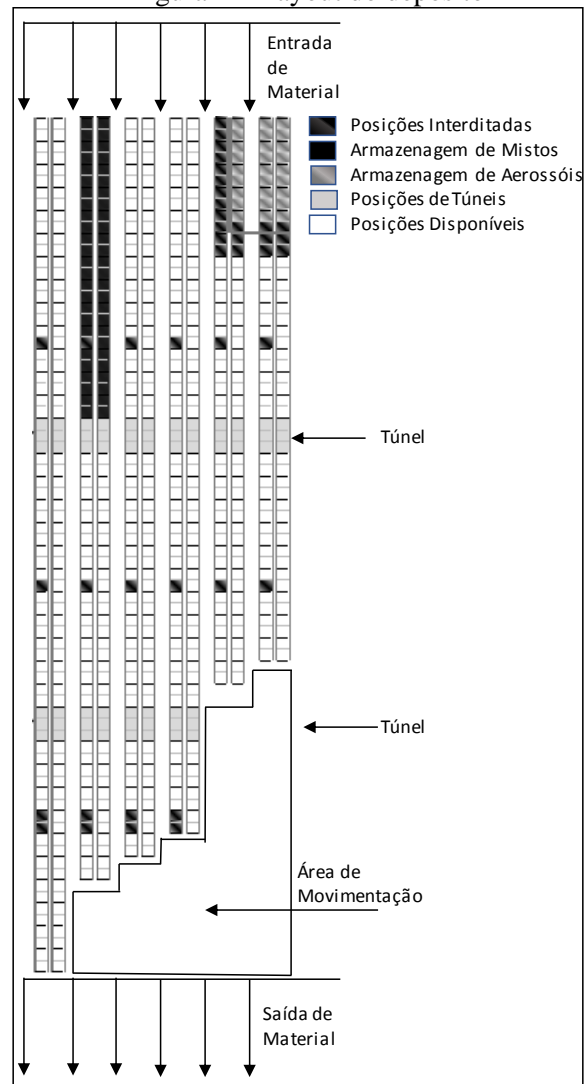 Entrada
de
Material
Posições Interditadas
Armazenagem de Mistos
Armazenagem de Aerossóis
Posições de Túneis
Posições Disponíveis
Túnel
Túnel
Área de
Movimentação
Saída de
Material